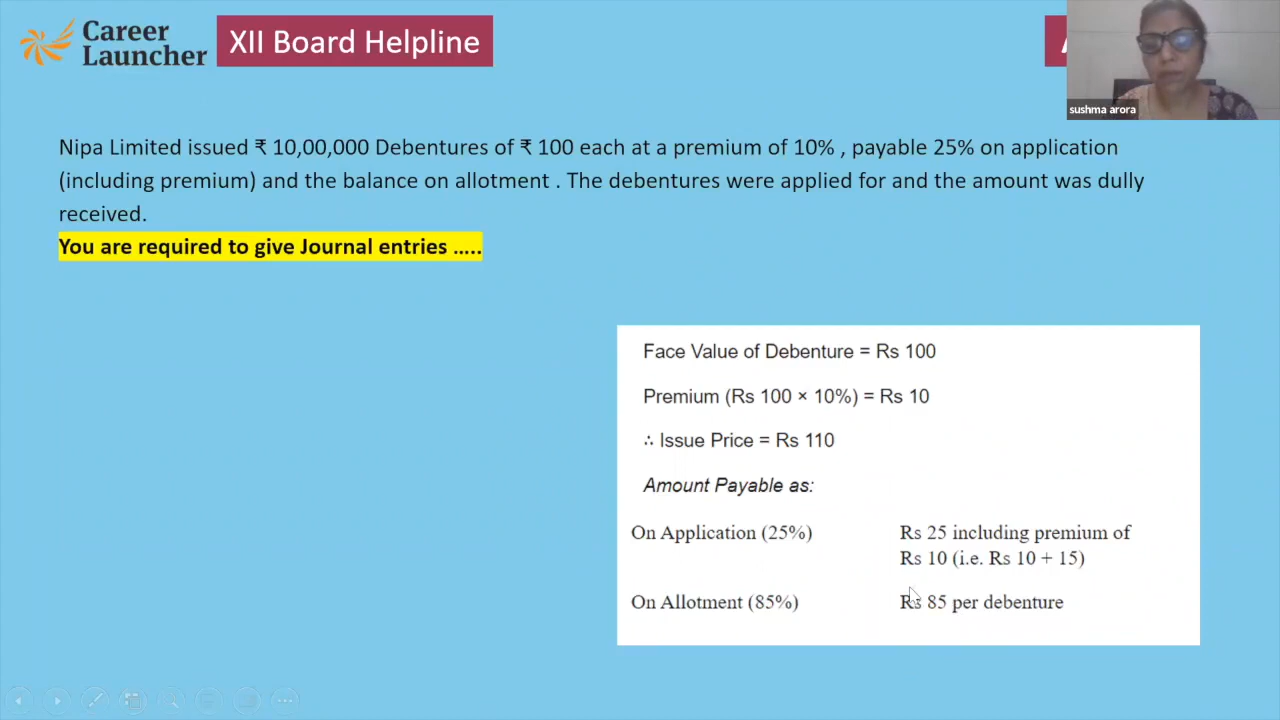 Career
Launcher
XII Board Helpline
sushma arora
Nipa Limited issued ₹ 10,00,000 Debentures of ₹ 100 each at a premium of 10% , payable 25% on application
(including premium) and the balance on allotment . The debentures were applied for and the amount was dully
received.
You are required to give Journal entries …..
Face Value of Debenture = Rs 100
Premium (Rs 100 × 10%) = Rs 10
∴ Issue Price = Rs 110
Amount Payable as:
On Application (25%) Rs 25 including premium of
Rs 10 (i.e. Rs 10 + 15)
On Allotment (85%) Rs 85 per debenture